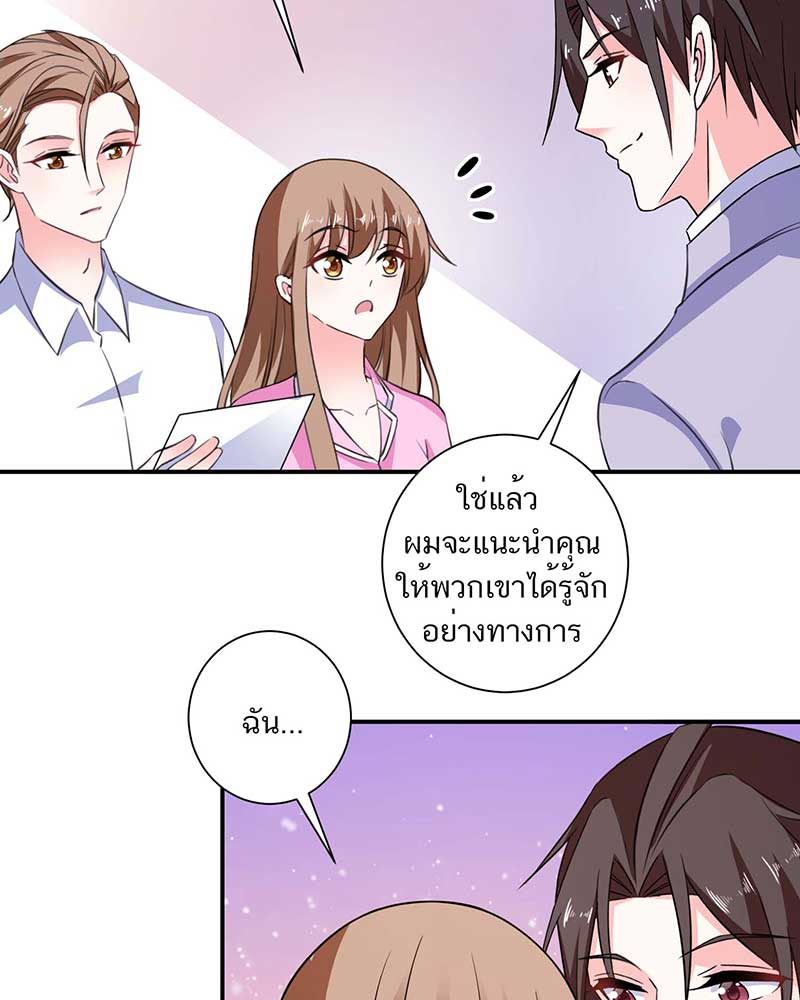 ใช่แล้ว
ผมจะแนะนำคุณ
ให้พวกเขาได้รู้จัก
อย่างทางการ
ฉัน...